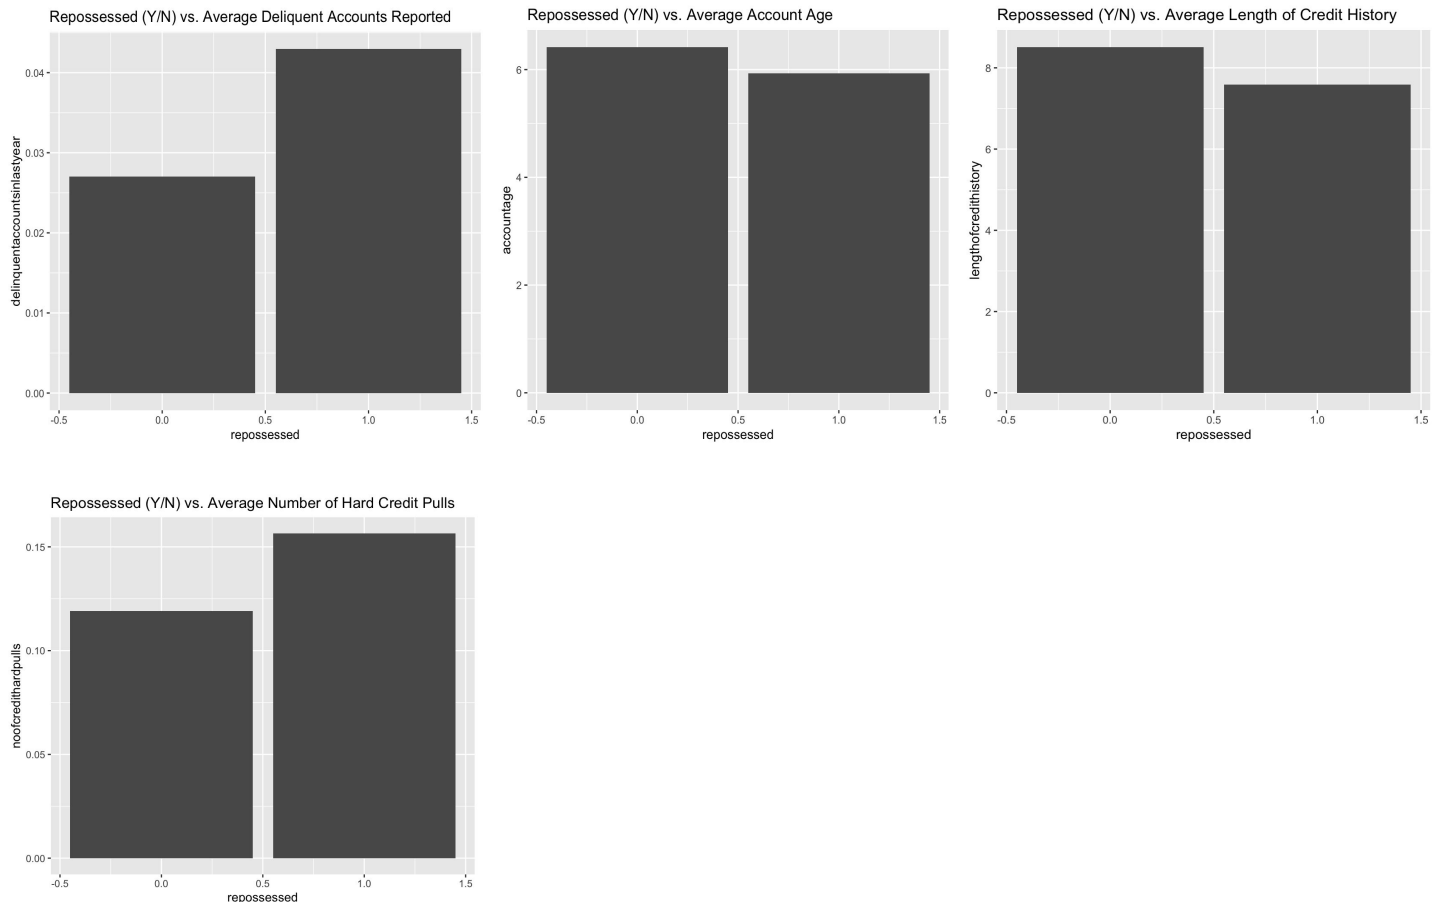 Repossessed (Y/N) vs. Average Deliquent Accounts Reported
delinquentaccountsinlastyear
0.04
0.03
0.02
0.01
0.00
-0.5 0.0 0.5 1.0 1.5
repossessed
Repossessed (Y/N) vs. Average Account Age
accountage
6
4
2
0
-0.5 0.0 0.5 1.0 1.5
repossessed
Repossessed (Y/N) vs. Average Length of Credit History
lengthofcredithistory
8
6
4
2
0
-0.5 0.0 0.5 1.0 1.5
repossessed
Repossessed (Y/N) vs. Average Number of Hard Credit Pulls
noofcredithardpulls
0.15
0.10
0.05
0.00
-0.5 0.0 0.5 1.0 1.5
repossessed